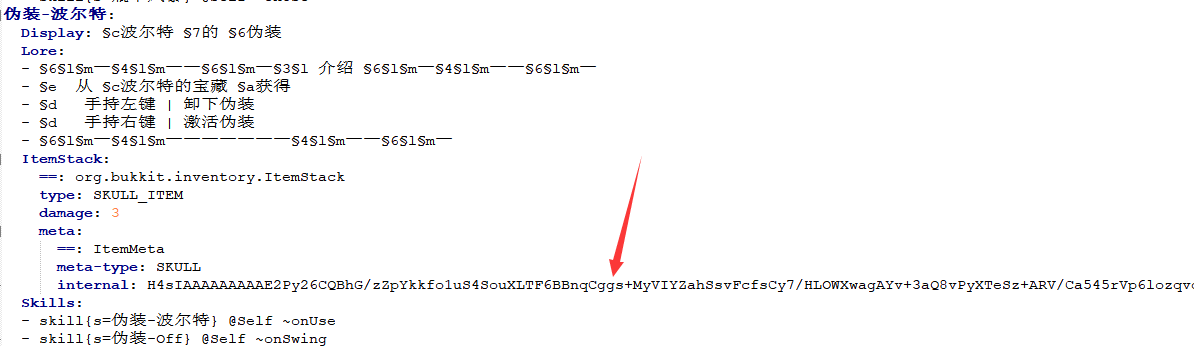 伪装-波尔特:
Display: §c波尔特 §7的 §6伪装
Lore:
- §6§l§m一§4§l§m一一§6§l§m一§3§l 介绍 §6§l§m一§4§l§m一一§6§l§m一
- §e  从 §c波尔特的宝藏 §a获得
- §d   手持左键 | 卸下伪装
- §d   手持右键 | 激活伪装
- §6§l§m一§4§l§m一一一一一一一§4§l§m一一§6§l§m一
ItemStack:
==: org.bukkit.inventory.ItemStack
type: SKULL_ITEM
damage: 3
meta:
==: ItemMeta
meta-type: SKULL
internal: H4sIAAAAAAAAAE2Py26CQBhG/zZpYkkfo1uS4SouXLTF6BBnqCggs+MyVIYZahSsvFcfsCy7/HLOWXwagAYv+3aQ8vPyXTeSz+ARV/Ca545rVp6lozqv
Skills:
- skill{s=伪装-波尔特} @Self ~onUse
- skill{s=伪装-Off} @Self ~onSwing